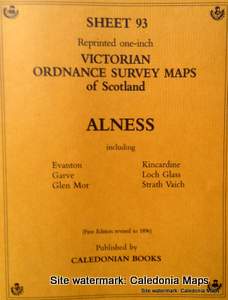 SHEET 93
Reprinted one-inch
VICTORIAN
ORDNANCE SURVEY MAPS
of Scotland
ALNESS
including
Evanton Kincardine
Garve Loch Glass
Glen Mor Strath Vaich
(First Edition revised to 1896)
Published by
CALEDONIAN BOOKS
Site watermark: Caledonia Maps
Site watermark: Caledonia Maps